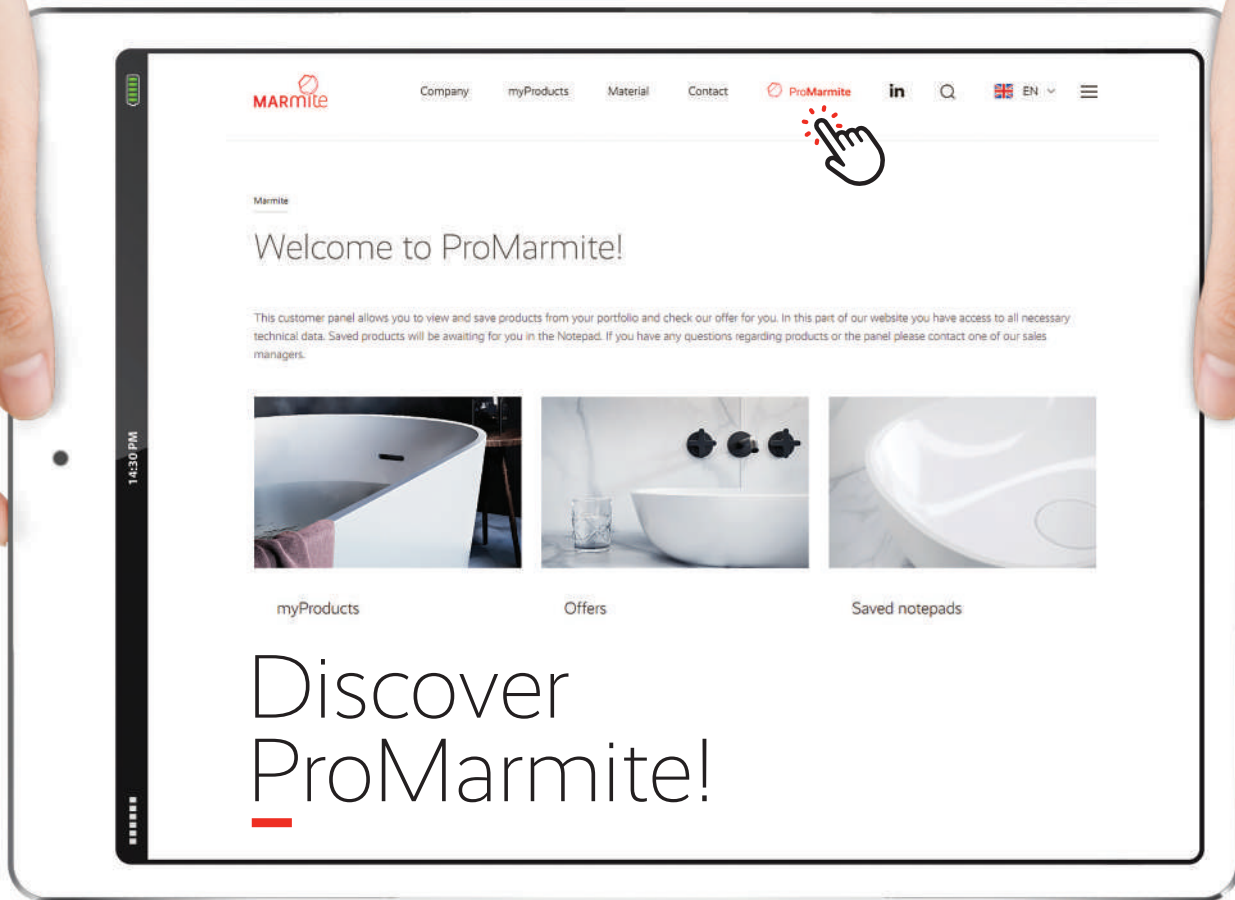 MARmite
Company myProducts Material Contact ProMarmite in EN
Marmite
Welcome to ProMarmite!
This customer panel allows you to view and save products from your portfolio and check our offer for you. In this part of our website you have access to all necessary
technical data. Saved products will be awaiting for you in the Notepad. If you have any questions regarding products or the panel please contact one of our sales
managers.
14:30 PM
myProducts Offers Saved notepads
Discover
ProMarmite!